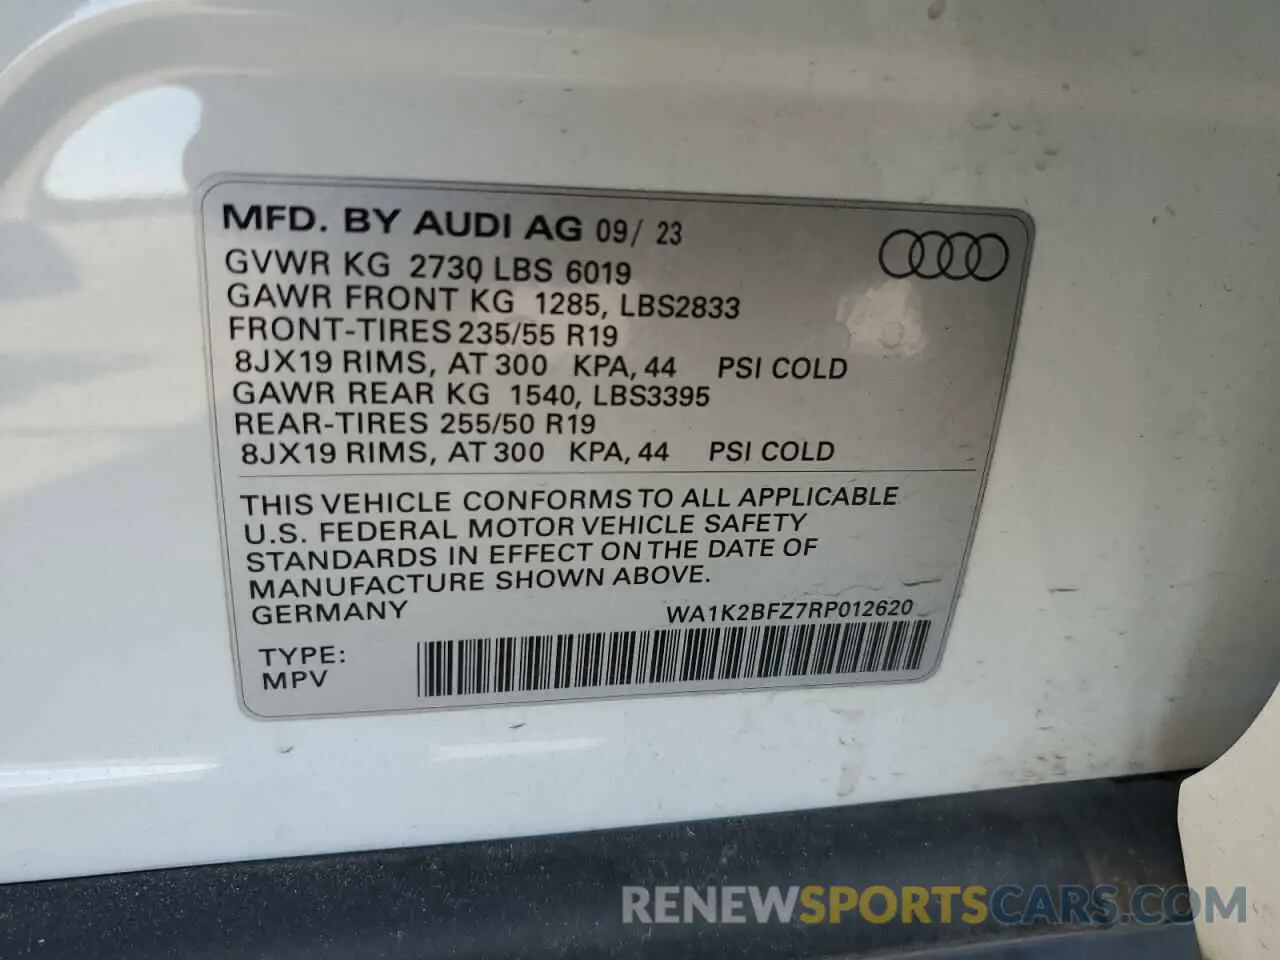 MFD. BY AUDI AG 09/ 23
GVWR KG 2730 LBS 6019
GAWR FRONT KG 1285, LBS2833
FRONT-TIRES 235/55 R19
8JX19 RIMS, AT 300 KPA, 44 PSI COLD
GAWR REAR KG 1540, LBS3395
REAR-TIRES 255/50 R19
8JX19 RIMS, AT 300 KPA, 44 PSI COLD
THIS VEHICLE CONFORMS TO ALL APPLICABLE
U.S. FEDERAL MOTOR VEHICLE SAFETY
STANDARDS IN EFFECT ON THE DATE OF
MANUFACTURE SHOWN ABOVE.
GERMANY WA1K2BFZ7RP012620
TYPE:
MPV
RENEWSPORTSCARS.COM